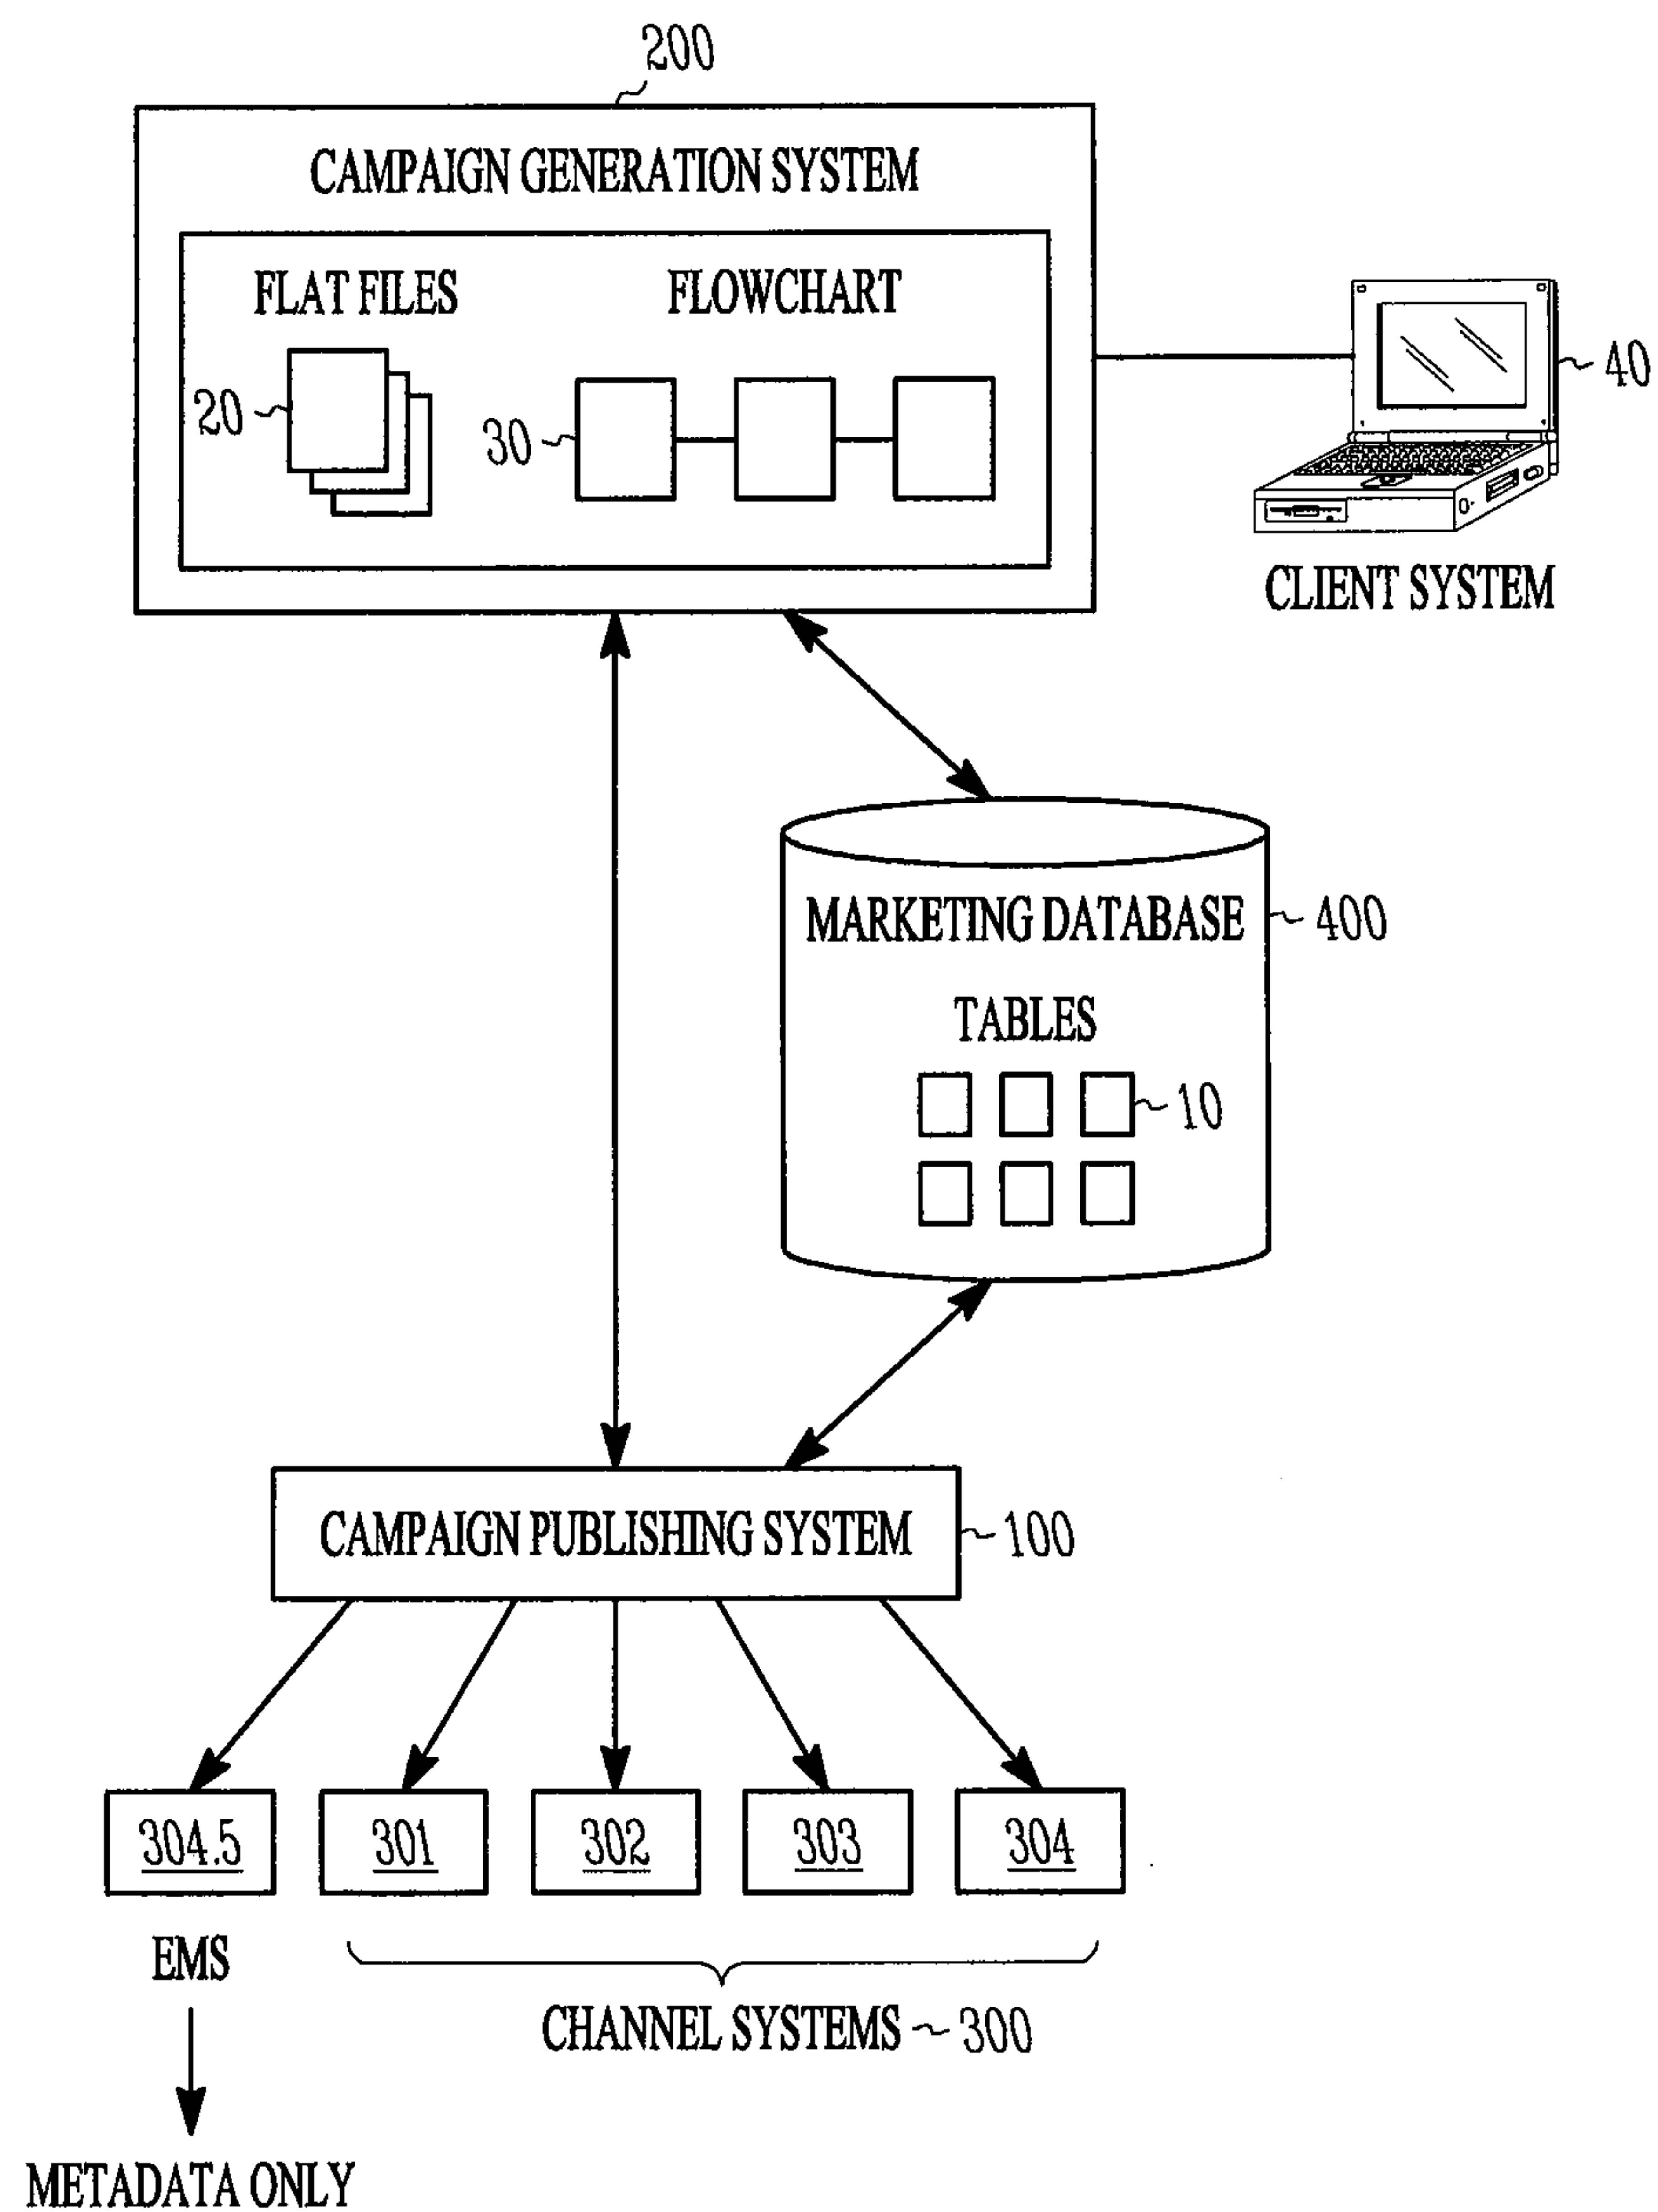 200
CAMPAIGN GENERATION SYSTEM
FLAT FILES
FLOWCHART
20
30
40
CLIENT SYSTEM
MARKETING DATABASE
400
TABLES
10
CAMPAIGN PUBLISHING SYSTEM
100
304.5
301
302
303
304
EMS
CHANNEL SYSTEMS
300
METADATA ONLY